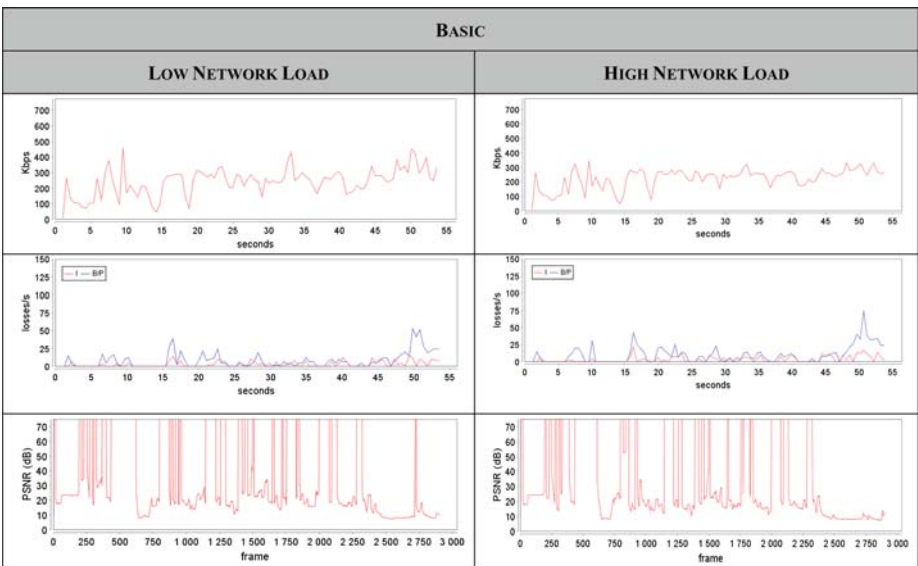 BASIC
LOW NETWORK LOAD
HIGH NETWORK LOAD
700
600
500
400
300
200
100
0
Kbps
0 5 10 15 20 25 30 35 40 45 50 55
seconds
700
600
500
400
300
200
100
0
Kbps
0 5 10 15 20 25 30 35 40 45 50 55
seconds
150
125
100
75
50
25
0
losses/s
I B/P
0 5 10 15 20 25 30 35 40 45 50 55
seconds
150
125
100
75
50
25
0
losses/s
I B/P
0 5 10 15 20 25 30 35 40 45 50 55
seconds
70
60
50
40
30
20
10
0
PSNR (dB)
0 250 500 750 1 000 1 250 1 500 1 750 2 000 2 250 2 500 2 750 3 000
frame
70
60
50
40
30
20
10
0
PSNR (dB)
0 250 500 750 1 000 1 250 1 500 1 750 2 000 2 250 2 500 2 750 3 000
frame